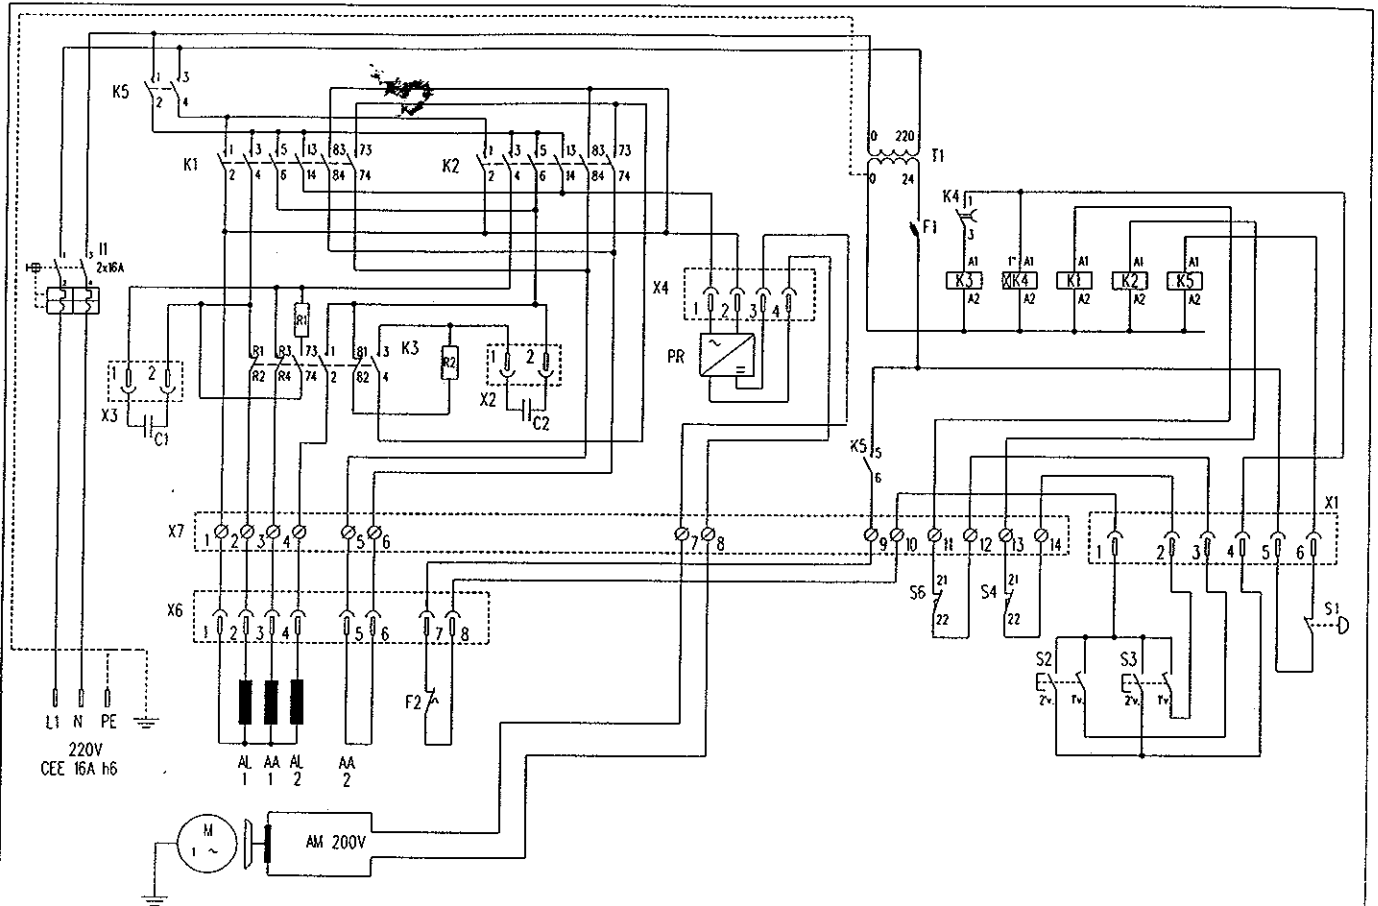 K5 1 3
2 4
K1 1 3 5 13 83 73
2 4 6 14 84 74
K2 1 3 5 13 83 73
2 4 6 14 84 74
0 220
T1
0 24
F1
K4 1
3
I1
2x16A
1 3
2 4
A1 1" A1 A1 A1 A1
K3 K4 K1 K2 K5
A2 A2 A2 A2 A2
X4 1 2 3 4
PR ~ =
R1
R1 R3 73 1 81 3 K3
R2 R4 74 2 82 4
R2
X3 1 2
C1
X2 1 2
C2
K5 5
6
X7 1 2 3 4 5 6 7 8 9 10 11 12 13 14
X1
1 2 3 4 5 6
X6 1 2 3 4 5 6 7 8
S6 21
22
S4 21
22
S1
S2
2'v. 1'v.
S3
2'v. 1'v.
F2
L1 N PE
220V
CEE 16A h6
AL 1
AA 1
AL 2
AA 2
M
1 ~
AM 200V